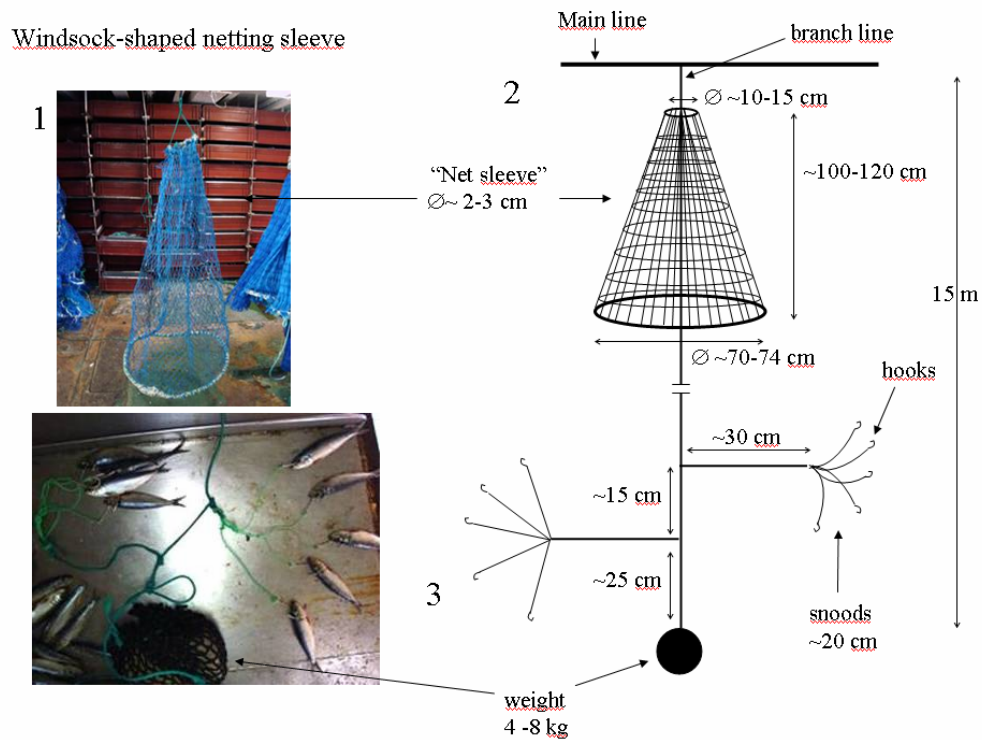 Windsock-shaped netting sleeve
Main line
branch line
1
2
∅ ~10-15 cm
"Net sleeve"
∅~ 2-3 cm
~100-120 cm
15 m
∅ ~70-74 cm
hooks
~30 cm
~15 cm
~25 cm
3
snoods
~20 cm
weight
4 -8 kg